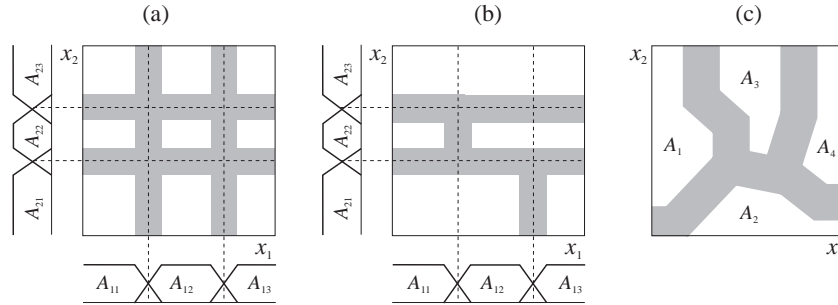 (a)
(b)
(c)
x₂
A₂₃
A₂₂
A₂₁
x₁
A₁₁
A₁₂
A₁₃
x₂
A₂₃
A₂₂
A₂₁
x₁
A₁₁
A₁₂
A₁₃
x₂
A₃
A₁
A₄
A₂
x